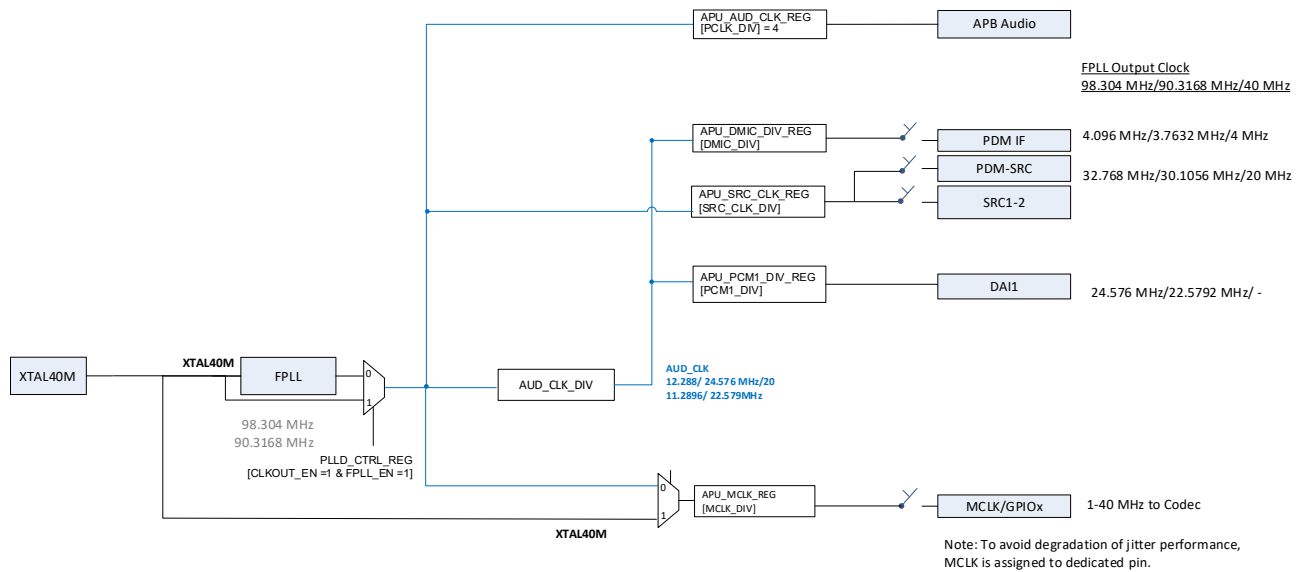 APU_AUD_CLK_REG
[PCLK_DIV] = 4
APB Audio
FPLL Output Clock
98.304 MHz/90.3168 MHz/40 MHz
APU_DMIC_DIV_REG
[DMIC_DIV]
PDM IF
4.096 MHz/3.7632 MHz/4 MHz
PDM-SRC
32.768 MHz/30.1056 MHz/20 MHz
APU_SRC_CLK_REG
[SRC_CLK_DIV]
SRC1-2
APU_PCM1_DIV_REG
[PCM1_DIV]
DAI1
24.576 MHz/22.5792 MHz/ -
XTAL40M
XTAL40M
FPLL
0
1
AUD_CLK_DIV
AUD_CLK
12.288/ 24.576 MHz/20
11.2896/ 22.579MHz
98.304 MHz
90.3168 MHz
PLLD_CTRL_REG
[CLKOUT_EN =1 & FPLL_EN =1]
0
1
APU_MCLK_REG
[MCLK_DIV]
MCLK/GPIOx
1-40 MHz to Codec
XTAL40M
Note: To avoid degradation of jitter performance,
MCLK is assigned to dedicated pin.